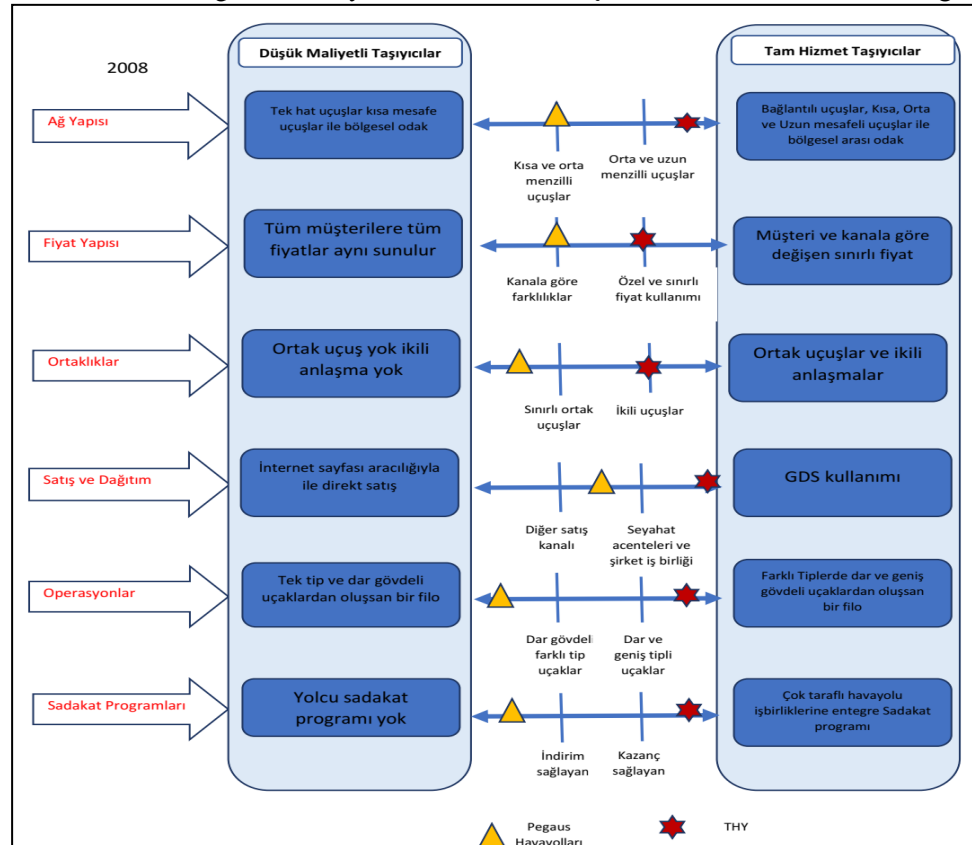 2008
Düşük Maliyetli Taşıyıcılar
Tam Hizmet Taşıyıcılar
Ağ Yapısı
Tek hat uçuşlar kısa mesafe
uçuşlar ile bölgesel odak
Kısa ve orta
menzilli
uçuşlar
Orta ve uzun
menzilli uçuşlar
Bağlantılı uçuşlar, Kısa, Orta
ve Uzun mesafeli uçuşlar ile
bölgesel arası odak
Fiyat Yapısı
Tüm müşterilere tüm
fiyatlar aynı sunulur
Kanala göre
farklılıklar
Özel ve sınırlı
fiyat kullanımı
Müşteri ve kanala göre
değişen sınırlı fiyat
Ortaklıklar
Ortak uçuş yok ikili
anlaşma yok
Sınırlı ortak
uçuşlar
İkili uçuşlar
Ortak uçuşlar ve ikili
anlaşmalar
Satış ve Dağıtım
İnternet sayfası aracılığıyla
ile direkt satış
Diğer satış
kanalı
Seyahat
acenteleri ve
şirket iş birliği
GDS kullanımı
Operasyonlar
Tek tip ve dar gövdeli
uçaklardan oluşsan bir filo
Dar gövdeli
farklı tip
uçaklar
Dar ve
geniş tipli
uçaklar
Farklı Tiplerde dar ve geniş
gövdeli uçaklardan oluşsan
bir filo
Sadakat Programları
Yolcu sadakat
programı yok
İndirim
sağlayan
Kazanç
sağlayan
Çok taraflı havayolu
işbirliklerine entegre Sadakat
programı
Pegaus
Havayolları
THY